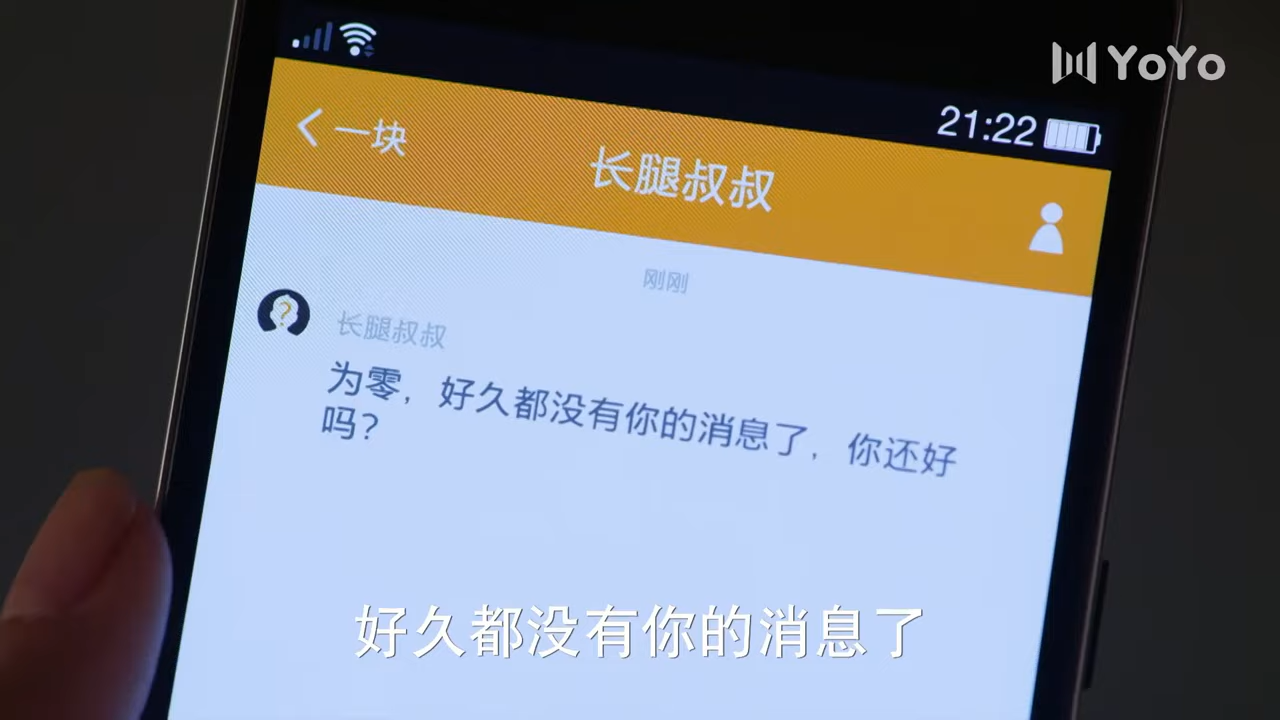 YoYo
21:22
一块
长腿叔叔
刚刚
长腿叔叔
为零，好久都没有你的消息了，你还好
吗？
好久都没有你的消息了